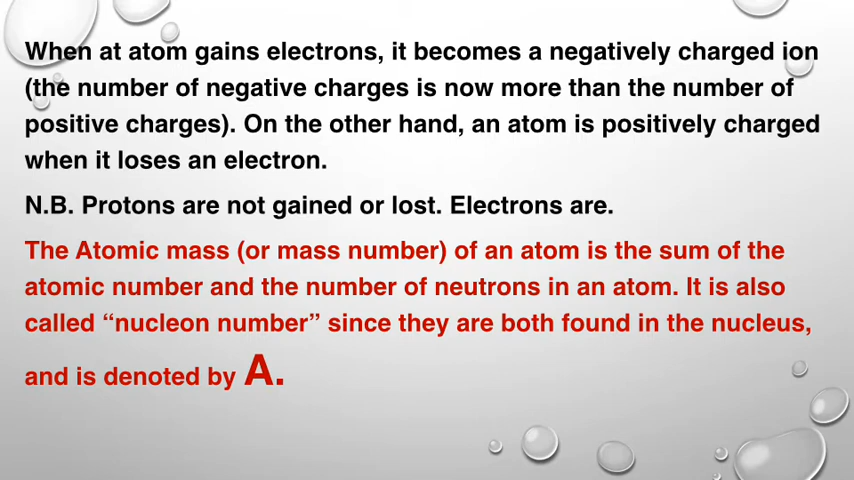 When at atom gains electrons, it becomes a negatively charged ion
(the number of negative charges is now more than the number of
positive charges). On the other hand, an atom is positively charged
when it loses an electron.
N.B. Protons are not gained or lost. Electrons are.
The Atomic mass (or mass number) of an atom is the sum of the
atomic number and the number of neutrons in an atom. It is also
called “nucleon number” since they are both found in the nucleus,
and is denoted by A.